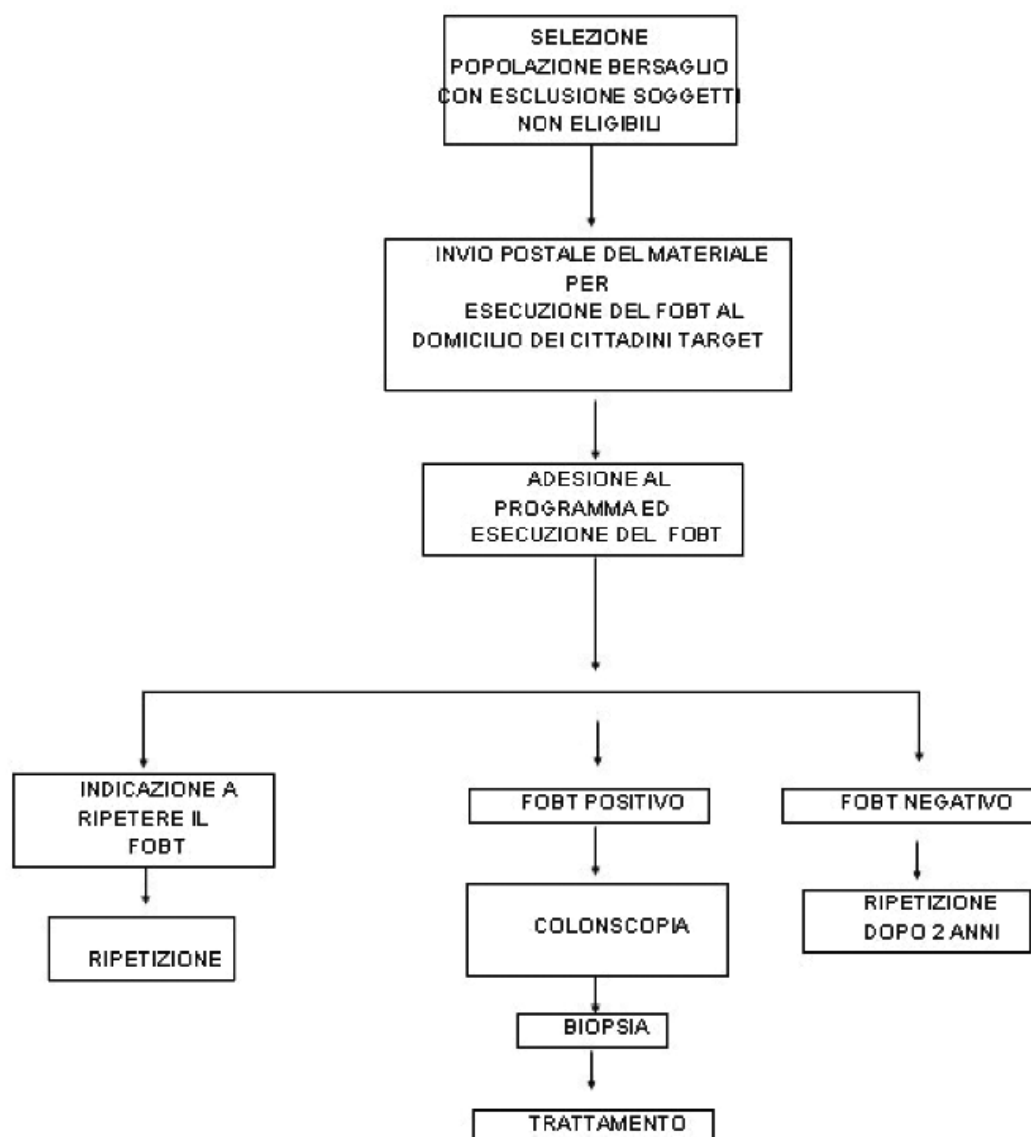 SELEZIONE
POPOLAZIONE BERSAGLIO
CON ESCLUSIONE SOGGETTI
NON ELIGIBILI
INVIO POSTALE DEL MATERIALE
PER
ESECUZIONE DEL FOBT AL
DOMICILIO DEI CITTADINI TARGET
ADESIONE AL
PROGRAMMA ED
ESECUZIONE DEL FOBT
INDICAZIONE A
RIPETERE IL
FOBT
RIPETIZIONE
FOBT POSITIVO
COLONSCOPIA
BIOPSIA
TRATTAMENTO
FOBT NEGATIVO
RIPETIZIONE
DOPO 2 ANNI